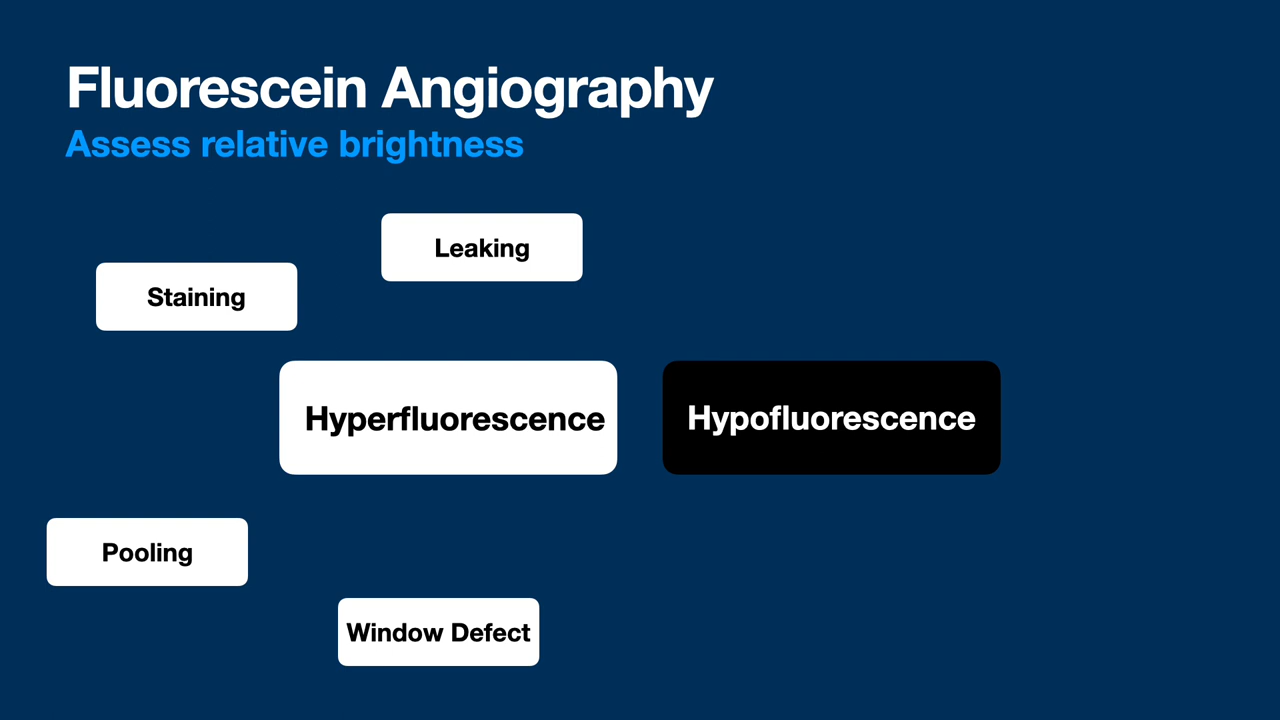 Fluorescein Angiography
Assess relative brightness
Leaking
Staining
Hyperfluorescence
Hypofluorescence
Pooling
Window Defect